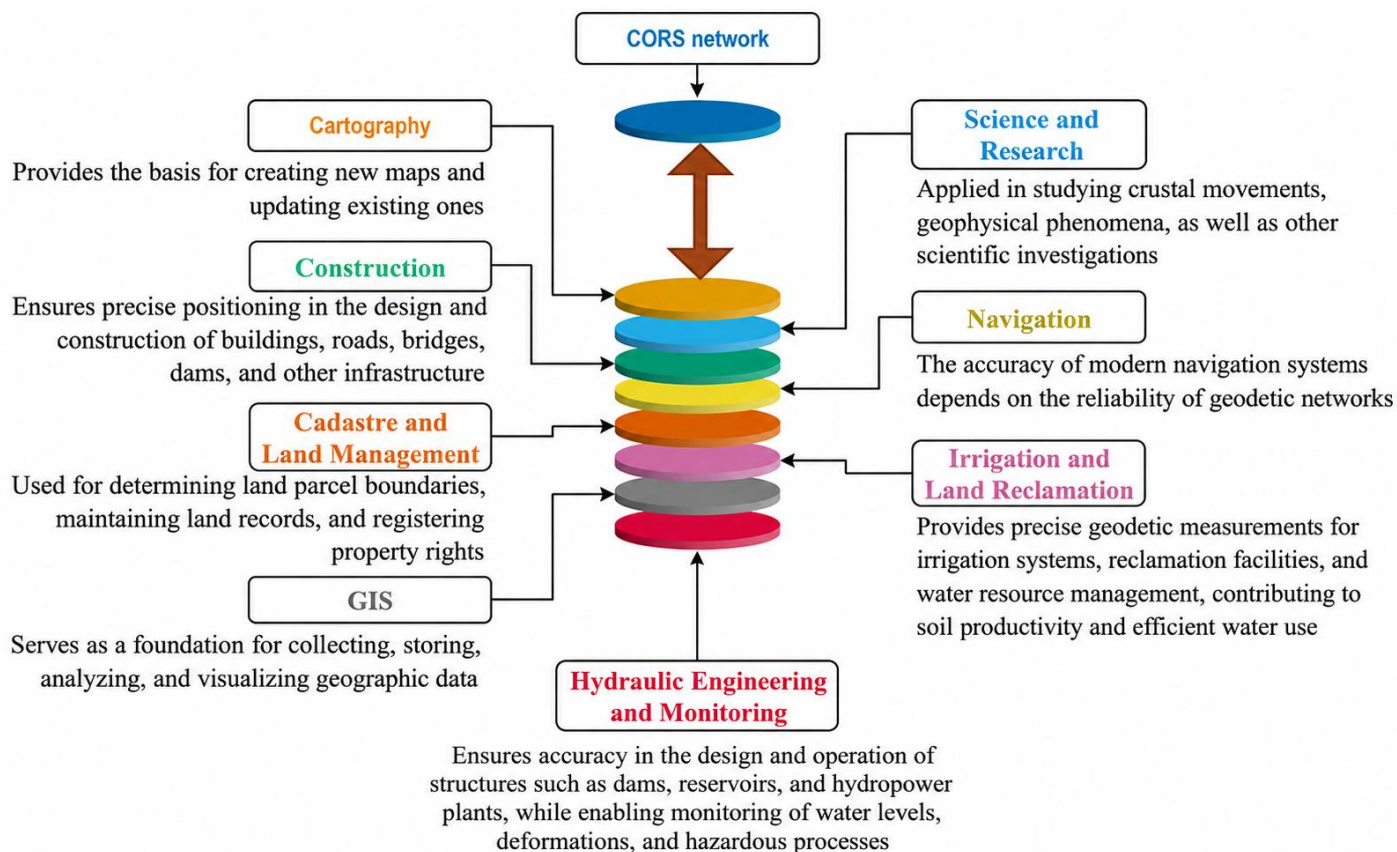 CORS network
Cartography
Provides the basis for creating new maps and
updating existing ones
Construction
Ensures precise positioning in the design and
construction of buildings, roads, bridges,
dams, and other infrastructure
Cadastre and
Land Management
Used for determining land parcel boundaries,
maintaining land records, and registering
property rights
GIS
Serves as a foundation for collecting, storing,
analyzing, and visualizing geographic data
Science and
Research
Applied in studying crustal movements,
geophysical phenomena, as well as other
scientific investigations
Navigation
The accuracy of modern navigation systems
depends on the reliability of geodetic networks
Irrigation and
Land Reclamation
Provides precise geodetic measurements for
irrigation systems, reclamation facilities, and
water resource management, contributing to
soil productivity and efficient water use
Hydraulic Engineering
and Monitoring
Ensures accuracy in the design and operation of
structures such as dams, reservoirs, and hydropower
plants, while enabling monitoring of water levels,
deformations, and hazardous processes